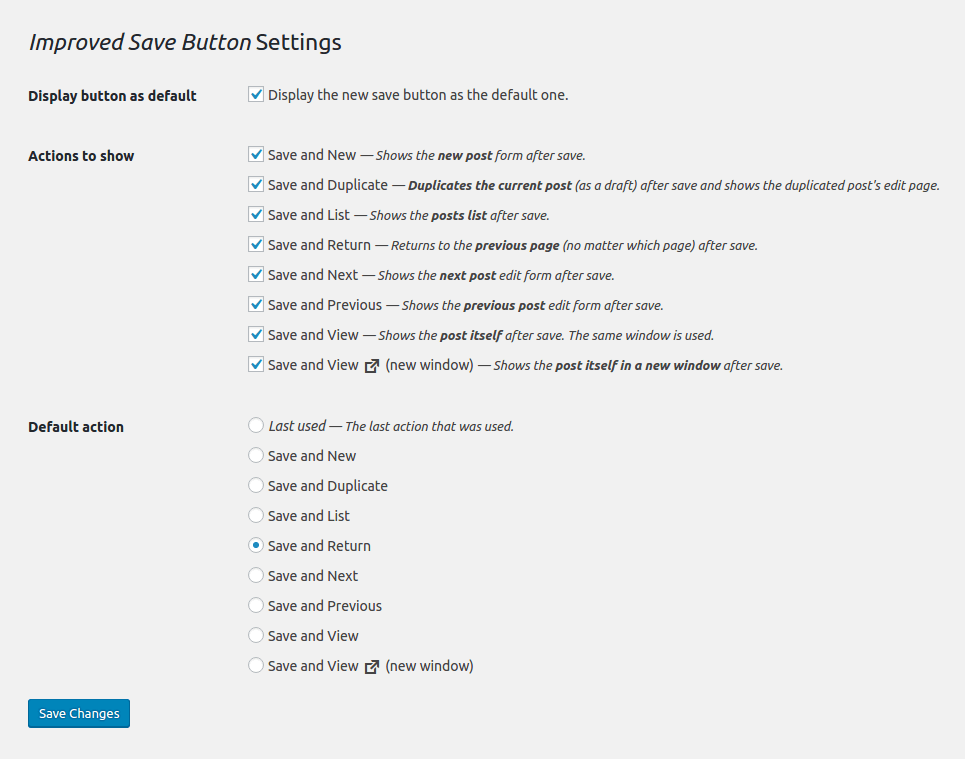 Improved Save Button Settings
Display button as default
Display the new save button as the default one.
Actions to show
Save and New — Shows the new post form after save.
Save and Duplicate — Duplicates the current post (as a draft) after save and shows the duplicated post's edit page.
Save and List — Shows the posts list after save.
Save and Return — Returns to the previous page (no matter which page) after save.
Save and Next — Shows the next post edit form after save.
Save and Previous — Shows the previous post edit form after save.
Save and View — Shows the post itself after save. The same window is used.
Save and View (new window) — Shows the post itself in a new window after save.
Default action
Last used — The last action that was used.
Save and New
Save and Duplicate
Save and List
Save and Return
Save and Next
Save and Previous
Save and View
Save and View (new window)
Save Changes